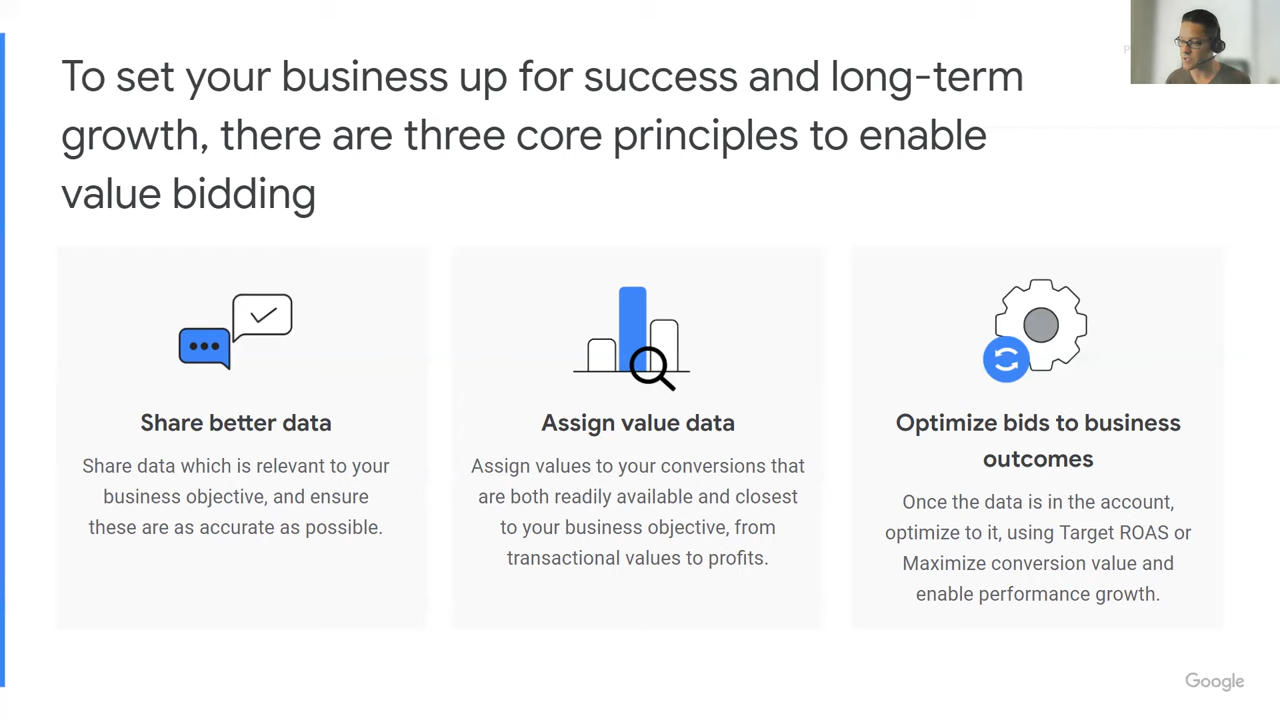 To set your business up for success and long-term
growth, there are three core principles to enable
value bidding
Share better data
Share data which is relevant to your
business objective, and ensure
these are as accurate as possible.
Assign value data
Assign values to your conversions that
are both readily available and closest
to your business objective, from
transactional values to profits.
Optimize bids to business
outcomes
Once the data is in the account,
optimize to it, using Target ROAS or
Maximize conversion value and
enable performance growth.
Google